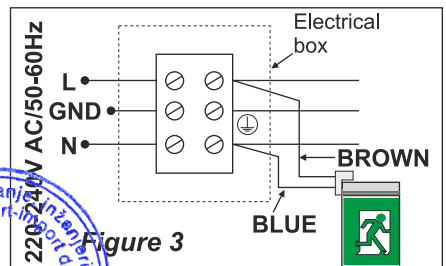 Electrical
box
220-240V AC/50-60Hz
L
GND
N
BROWN
BLUE
Figure 3